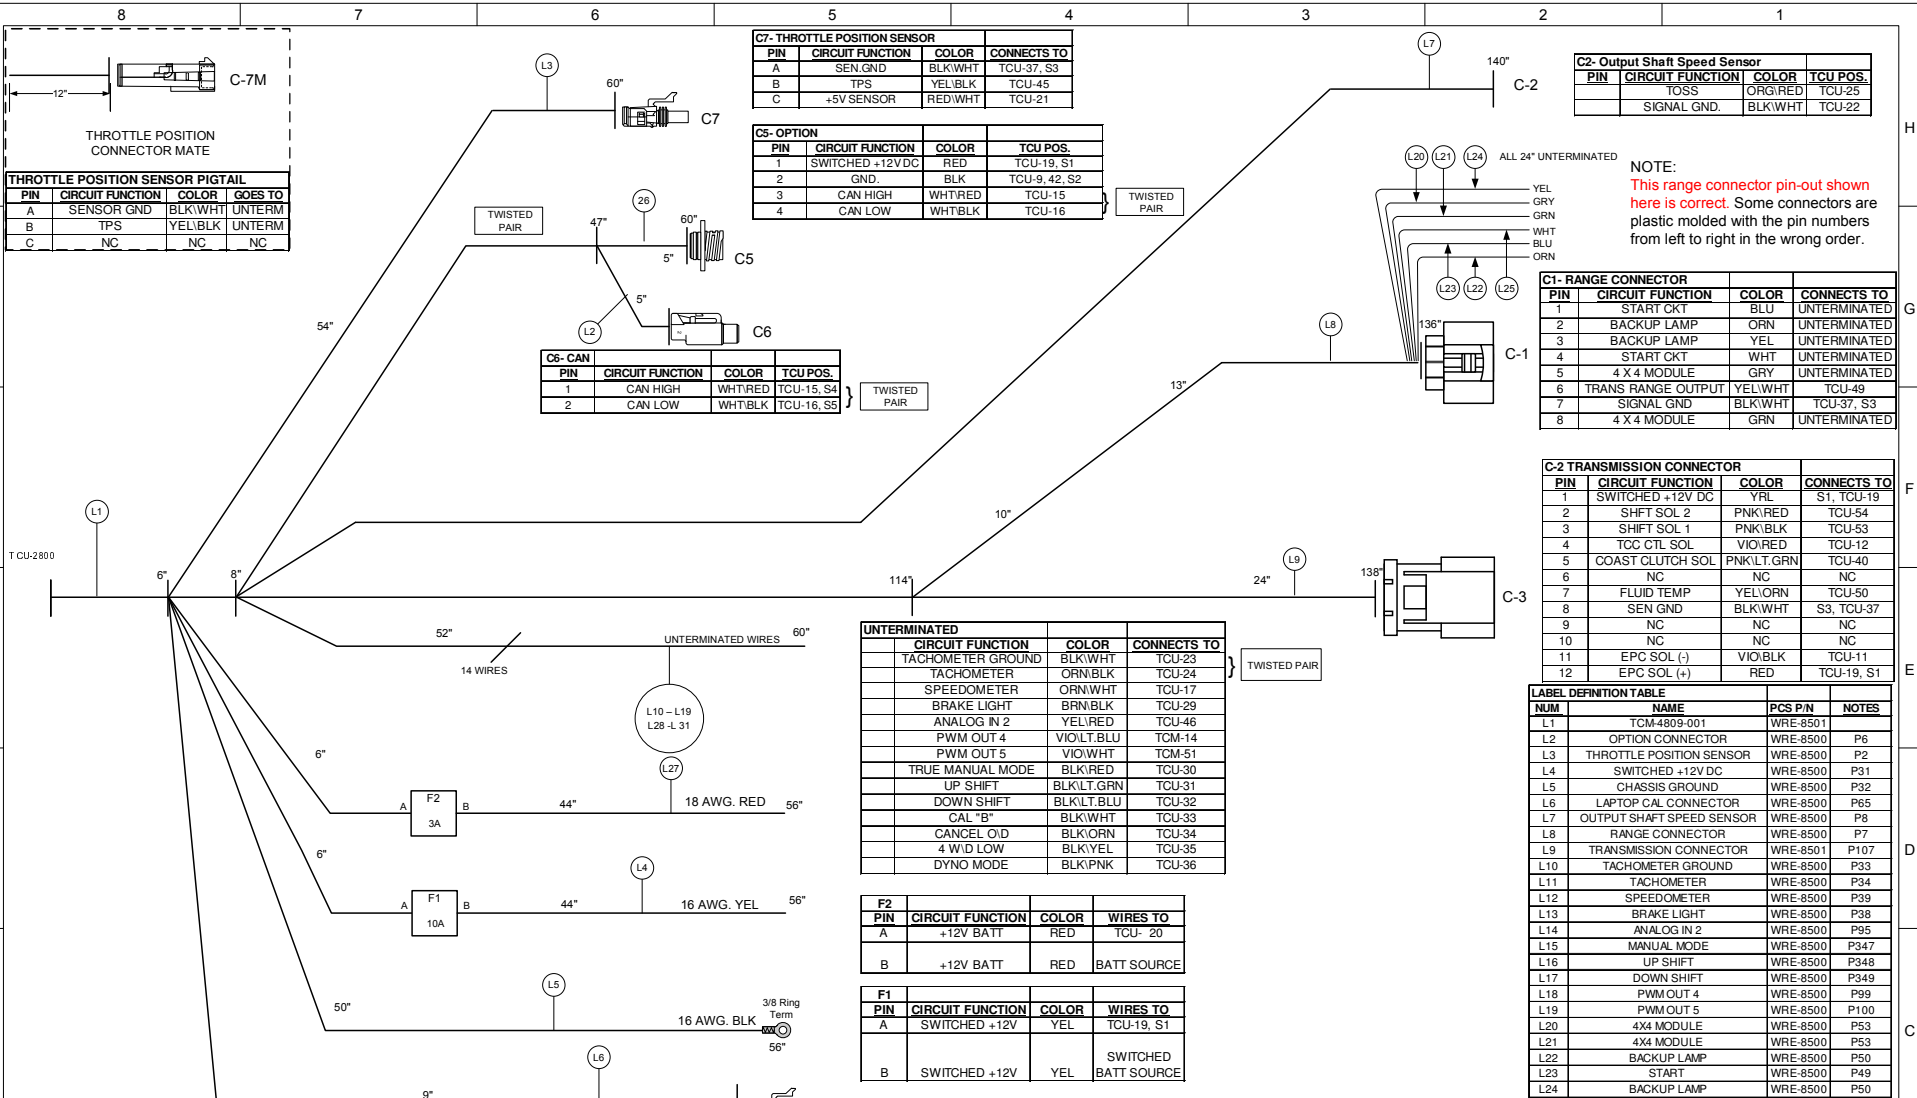 8 7 6 5 4 3 2 1
H
G
F
E
D
C
C-7M
12"
THROTTLE POSITION
CONNECTOR MATE
THROTTLE POSITION SENSOR PIGTAIL
PIN CIRCUIT FUNCTION COLOR GOES TO
A SENSOR GND BLK\WHT UNTERM
B TPS YEL\BLK UNTERM
C NC NC NC
L3
60"
C7
C7- THROTTLE POSITION SENSOR
PIN CIRCUIT FUNCTION COLOR CONNECTS TO
A SEN.GND BLK\WHT TCU-37, S3
B TPS YEL\BLK TCU-45
C +5V SENSOR RED\WHT TCU-21
C5- OPTION
PIN CIRCUIT FUNCTION COLOR TCU POS.
1 SWITCHED +12VDC RED TCU-19, S1
2 GND. BLK TCU-9, 42, S2
3 CAN HIGH WHT\RED TCU-15
4 CAN LOW WHT\BLK TCU-16
} TWISTED
PAIR
L7
140"
C-2
C2- Output Shaft Speed Sensor
PIN CIRCUIT FUNCTION COLOR TCU POS.
TOSS ORG\RED TCU-25
SIGNAL GND. BLK\WHT TCU-22
L20 L21 L24 ALL 24" UNTERMINATED
YEL
GRY
GRN
WHT
BLU
ORN
L23 L22 L25
NOTE:
This range connector pin-out shown
here is correct. Some connectors are
plastic molded with the pin numbers
from left to right in the wrong order.
TWISTED
PAIR
47"
26
60"
5"
C5
5"
L2
C6
54"
C6- CAN
PIN CIRCUIT FUNCTION COLOR TCU POS.
1 CAN HIGH WHT\RED TCU-15, S4
2 CAN LOW WHT\BLK TCU-16, S5
} TWISTED
PAIR
L8
136"
C-1
13"
C1- RANGE CONNECTOR
PIN CIRCUIT FUNCTION COLOR CONNECTS TO
1 START CKT BLU UNTERMINATED
2 BACKUP LAMP ORN UNTERMINATED
3 BACKUP LAMP YEL UNTERMINATED
4 START CKT WHT UNTERMINATED
5 4 X 4 MODULE GRY UNTERMINATED
6 TRANS RANGE OUTPUT YEL\WHT TCU-49
7 SIGNAL GND BLK\WHT TCU-37, S3
8 4 X 4 MODULE GRN UNTERMINATED
C-2 TRANSMISSION CONNECTOR
PIN CIRCUIT FUNCTION COLOR CONNECTS TO
1 SWITCHED +12V DC YRL S1, TCU-19
2 SHFT SOL 2 PNK\RED TCU-54
3 SHIFT SOL 1 PNK\BLK TCU-53
4 TCC CTL SOL VIO\RED TCU-12
5 COAST CLUTCH SOL PNK\LT.GRN TCU-40
6 NC NC NC
7 FLUID TEMP YEL\ORN TCU-50
8 SEN GND BLK\WHT S3, TCU-37
9 NC NC NC
10 NC NC NC
11 EPC SOL (-) VIO\BLK TCU-11
12 EPC SOL (+) RED TCU-19, S1
L1
TCU-2800
6" 8"
10"
114"
24"
L9
138"
C-3
52"
14 WIRES
UNTERMINATED WIRES 60"
L10 – L19
L28 -L 31
UNTERMINATED
CIRCUIT FUNCTION COLOR CONNECTS TO
TACHOMETER GROUND BLK\WHT TCU-23
TACHOMETER ORN\BLK TCU-24
SPEEDOMETER ORN\WHT TCU-17
BRAKE LIGHT BRN\BLK TCU-29
ANALOG IN 2 YEL\RED TCU-46
PWM OUT 4 VIO\LT.BLU TCM-14
PWM OUT 5 VIO\WHT TCM-51
TRUE MANUAL MODE BLK\RED TCU-30
UP SHIFT BLK\LT.GRN TCU-31
DOWN SHIFT BLK\LT.BLU TCU-32
CAL "B" BLK\WHT TCU-33
CANCEL O\D BLK\ORN TCU-34
4 W\D LOW BLK\YEL TCU-35
DYNO MODE BLK\PNK TCU-36
} TWISTED PAIR
6"
L27
A F2 3A B 44" 18 AWG. RED 56"
6"
L4
A F1 10A B 44" 16 AWG. YEL 56"
F2
PIN CIRCUIT FUNCTION COLOR WIRES TO
A +12V BATT RED TCU- 20
B +12V BATT RED BATT SOURCE
F1
PIN CIRCUIT FUNCTION COLOR WIRES TO
A SWITCHED +12V YEL TCU-19, S1
B SWITCHED +12V YEL SWITCHED
BATT SOURCE
50"
L5
16 AWG. BLK
3/8 Ring
Term
56"
L6
9"
LABEL DEFINITION TABLE
NUM NAME PCS P/N NOTES
L1 TCM-4809-001 WRE-8501
L2 OPTION CONNECTOR WRE-8500 P6
L3 THROTTLE POSITION SENSOR WRE-8500 P2
L4 SWITCHED +12V DC WRE-8500 P31
L5 CHASSIS GROUND WRE-8500 P32
L6 LAPTOP CAL CONNECTOR WRE-8500 P65
L7 OUTPUT SHAFT SPEED SENSOR WRE-8500 P8
L8 RANGE CONNECTOR WRE-8500 P7
L9 TRANSMISSION CONNECTOR WRE-8501 P107
L10 TACHOMETER GROUND WRE-8500 P33
L11 TACHOMETER WRE-8500 P34
L12 SPEEDOMETER WRE-8500 P39
L13 BRAKE LIGHT WRE-8500 P38
L14 ANALOG IN 2 WRE-8500 P95
L15 MANUAL MODE WRE-8500 P347
L16 UP SHIFT WRE-8500 P348
L17 DOWN SHIFT WRE-8500 P349
L18 PWM OUT 4 WRE-8500 P99
L19 PWM OUT 5 WRE-8500 P100
L20 4X4 MODULE WRE-8500 P53
L21 4X4 MODULE WRE-8500 P53
L22 BACKUP LAMP WRE-8500 P50
L23 START WRE-8500 P49
L24 BACKUP LAMP WRE-8500 P50